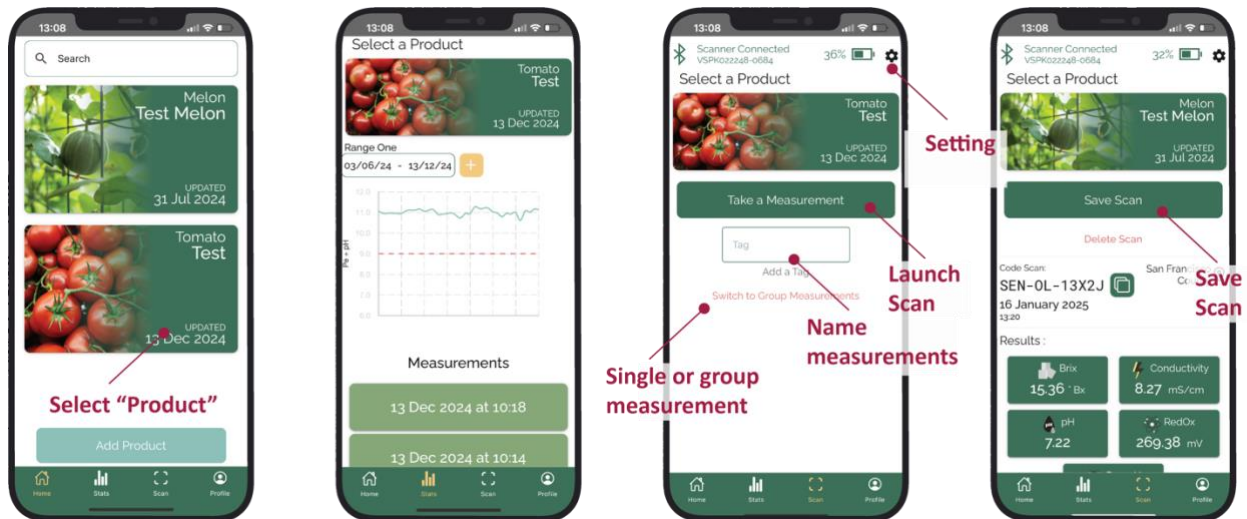 13:08
Search
Melon
Test Melon
UPDATED
31 Jul 2024
Tomato
Test
UPDATED
13 Dec 2024
Select “Product”
Add Product
Home
Stats
Scan
Profile
13:08
Select a Product
Tomato
Test
UPDATED
13 Dec 2024
Range One
03/06/24 - 13/12/24
+
11.0
9.0
8.0
7.0
6.0
Pe + pH
Measurements
13 Dec 2024 at 10:18
13 Dec 2024 at 10:14
Home
Stats
Scan
Profile
13:08
Scanner Connected
VSPK022248-0684
36%
Select a Product
Tomato
Test
UPDATED
13 Dec 2024
Take a Measurement
Tag
Add a Tag
Switch to Group Measurements
Setting
Launch
Scan
Name
measurements
Single or group
measurement
Home
Stats
Scan
Profile
13:08
Scanner Connected
VSPK022248-0684
32%
Select a Product
Melon
Test Melon
UPDATED
31 Jul 2024
Save Scan
Delete Scan
Code Scan:
San Fran
SEN-0L-13X2J
16 January 2025
13:20
Save
Scan
Results :
Brix
15.36 °Bx
Conductivity
8.27 mS/cm
pH
7.22
RedOx
269.38 mV
Home
Stats
Scan
Profile